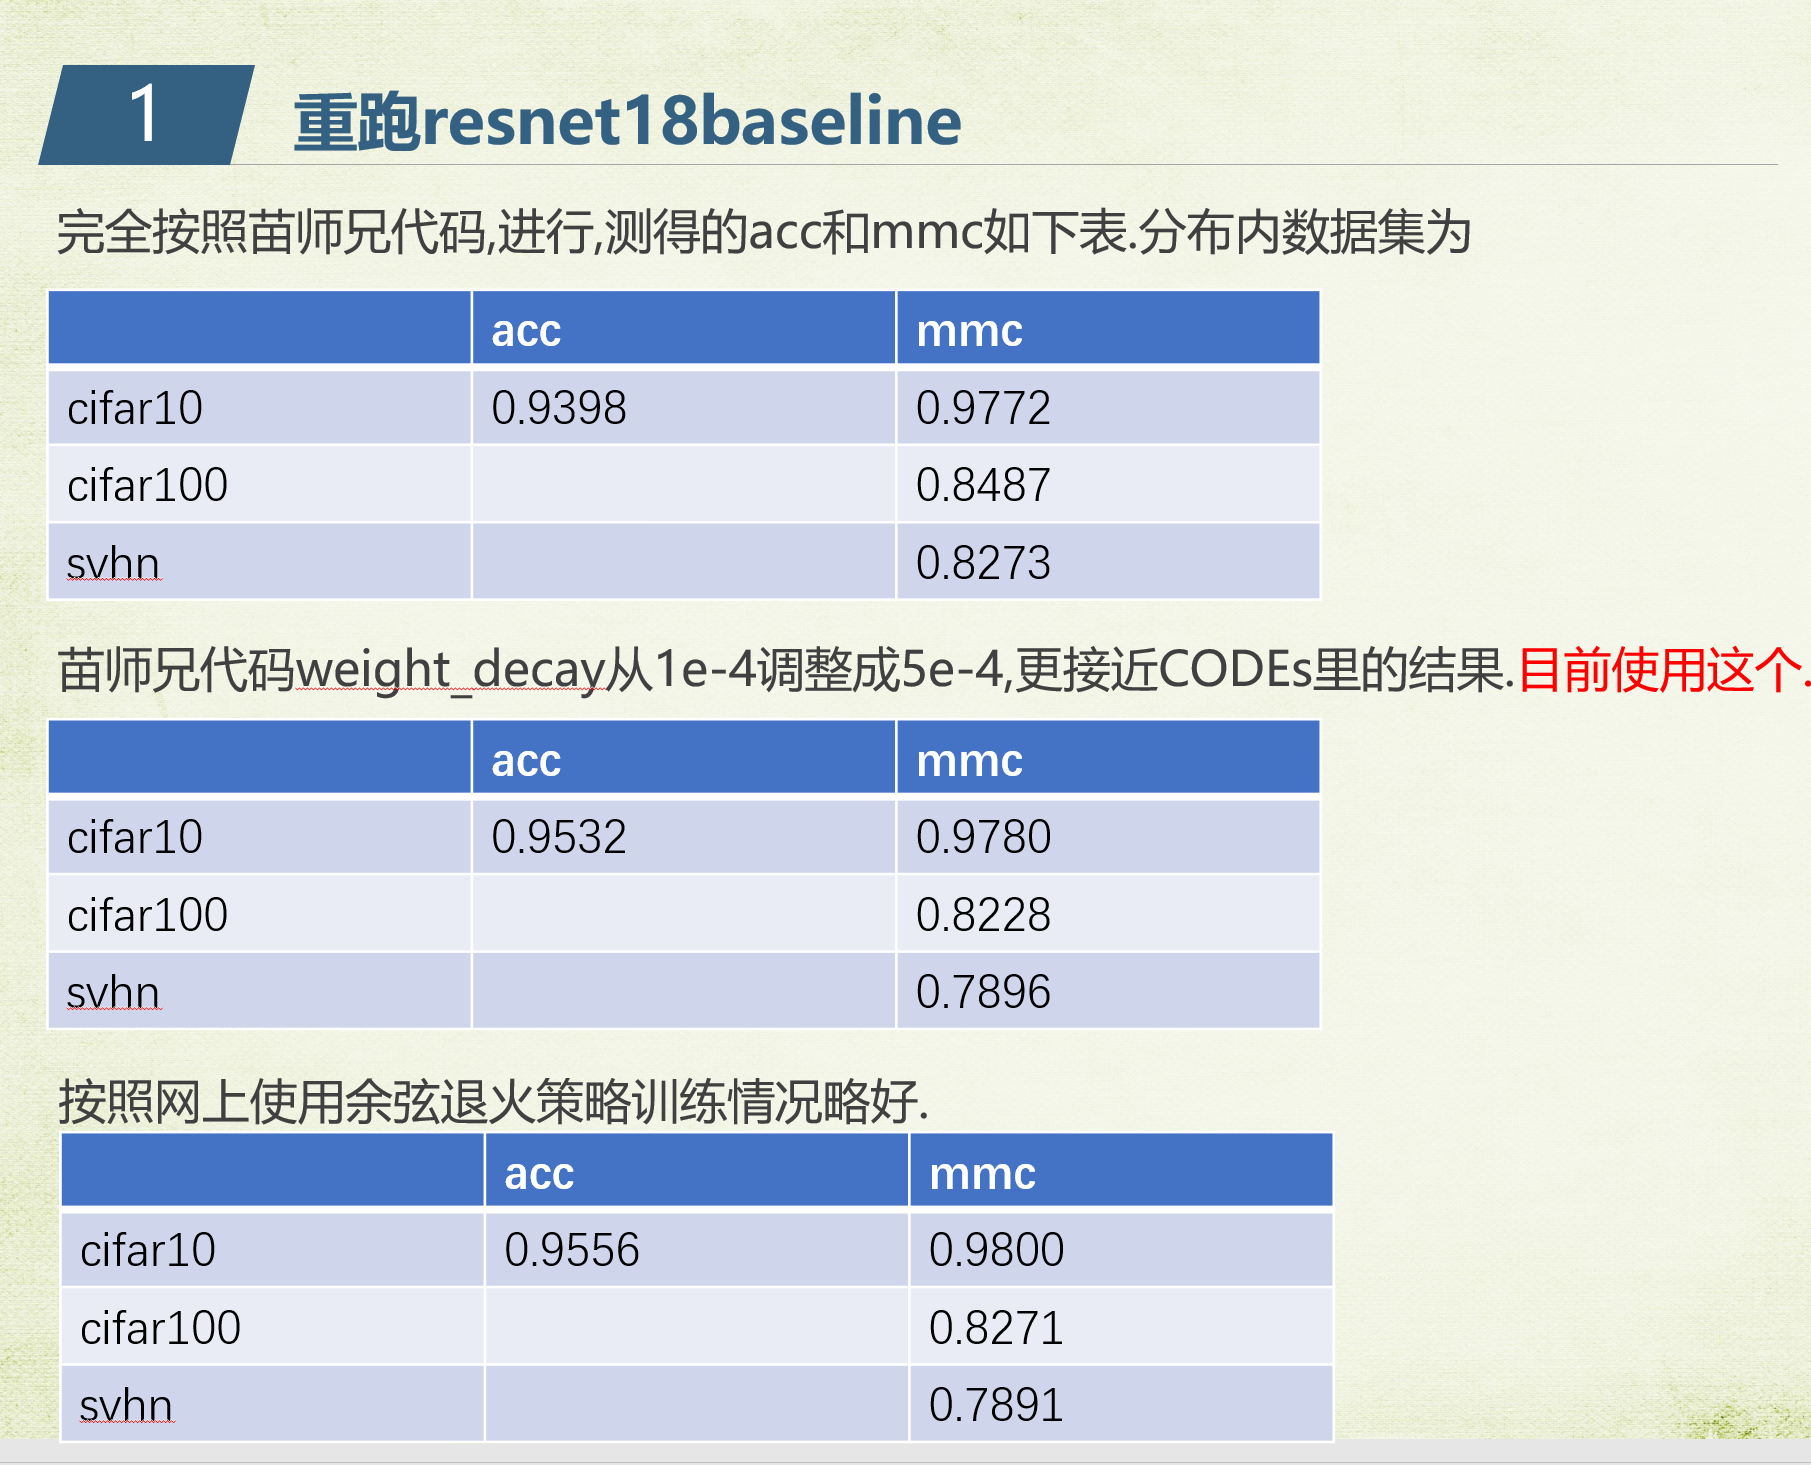 1
重跑resnet18baseline
完全按照苗师兄代码,进行,测得的acc和mmc如下表.分布内数据集为
acc mmc
cifar10 0.9398 0.9772
cifar100 0.8487
svhn 0.8273
苗师兄代码weight_decay从1e-4调整成5e-4,更接近CODEs里的结果.目前使用这个.
acc mmc
cifar10 0.9532 0.9780
cifar100 0.8228
svhn 0.7896
按照网上使用余弦退火策略训练情况略好.
acc mmc
cifar10 0.9556 0.9800
cifar100 0.8271
svhn 0.7891